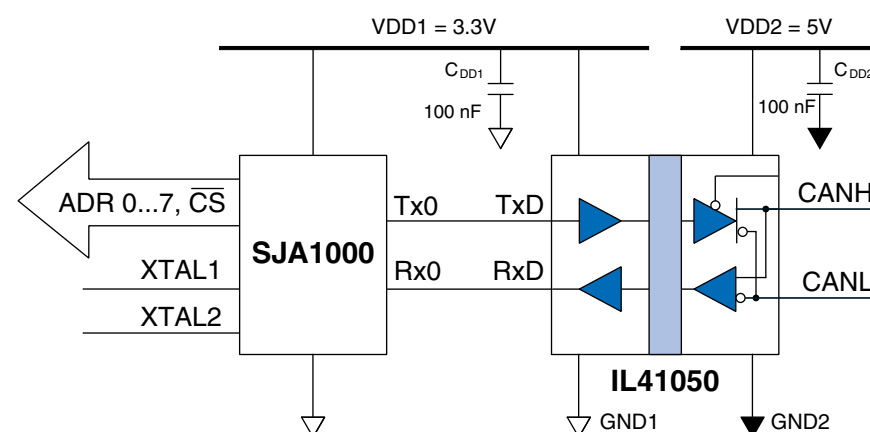 VDD1 = 3.3V
VDD2 = 5V
CDD1
100 nF
CDD2
100 nF
ADR 0...7, C̅S̅
Tx0
TxD
CANH
SJA1000
Rx0
RxD
XTAL1
CANL
XTAL2
IL41050
GND1
GND2